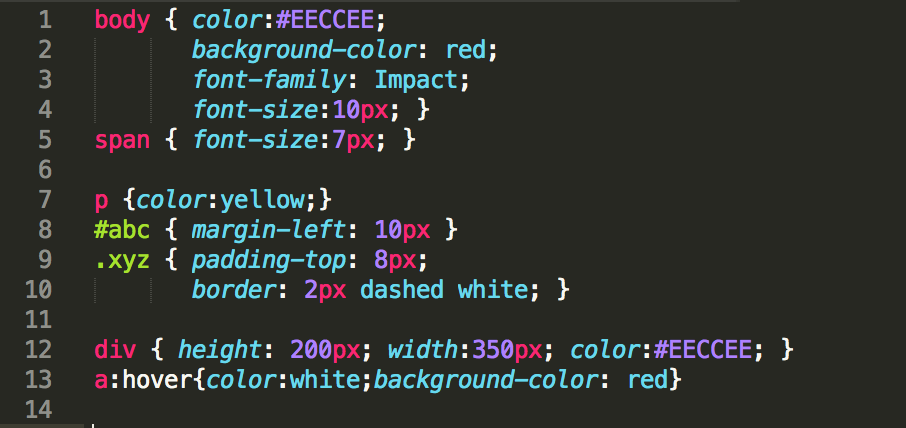 1 body { color:#EECCEE;
2 background-color: red;
3 font-family: Impact;
4 font-size:10px; }
5 span { font-size:7px; }
6
7 p {color:yellow;}
8 #abc { margin-left: 10px }
9 .xyz { padding-top: 8px;
10 border: 2px dashed white; }
11
12 div { height: 200px; width:350px; color:#EECCEE; }
13 a:hover{color:white;background-color: red}
14